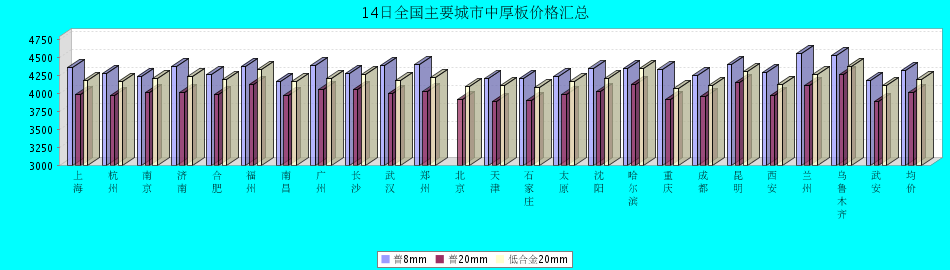 14日全国主要城市中厚板价格汇总
4750
4500
4250
4000
3750
3500
3250
3000
上海
杭州
南京
济南
合肥
福州
南昌
广州
长沙
武汉
郑州
北京
天津
石家庄
太原
沈阳
哈尔滨
重庆
成都
昆明
西安
兰州
乌鲁木齐
武安
均价
普8mm 普20mm 低合金20mm